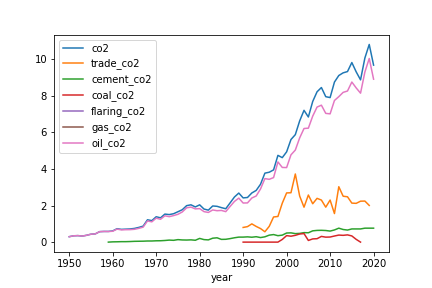 co2
trade_co2
cement_co2
coal_co2
flaring_co2
gas_co2
oil_co2
10
8
6
4
2
0
1950 1960 1970 1980 1990 2000 2010 2020
year